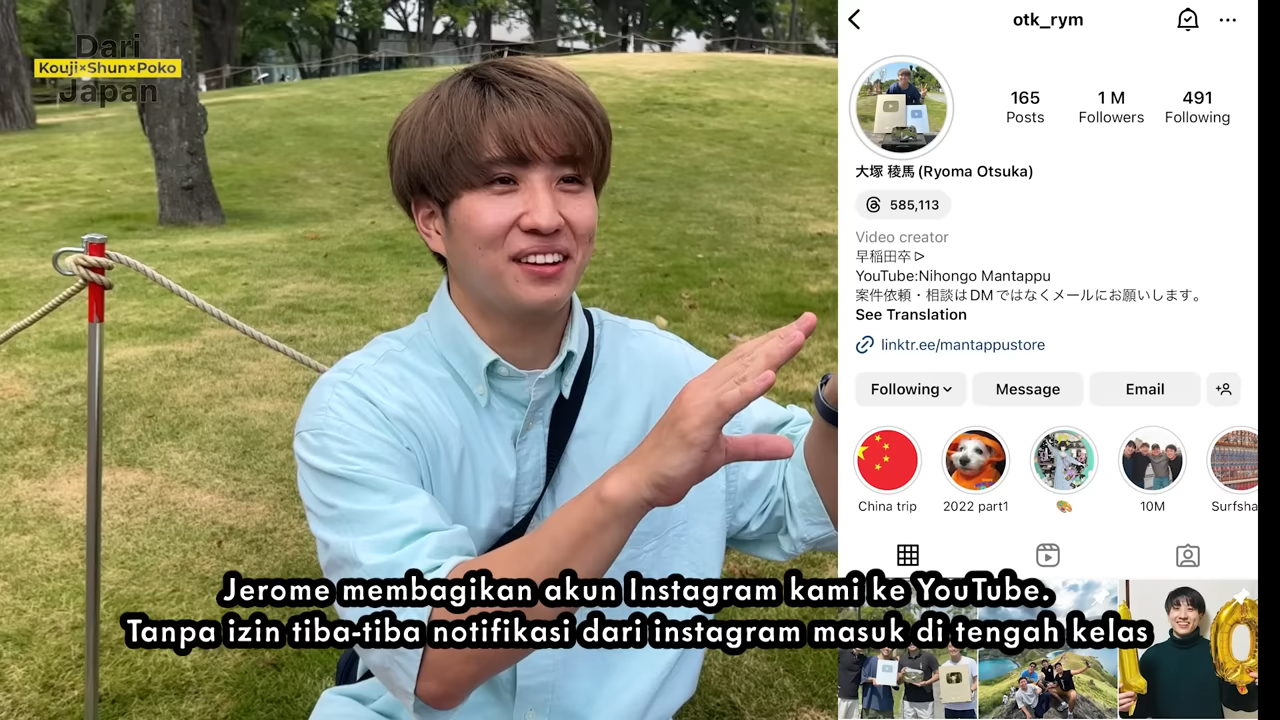 Dari
Kouji×Shun×Poko
Japan
otk_rym
165
Posts
1 M
Followers
491
Following
大塚 稜馬 (Ryoma Otsuka)
585,113
Video creator
早稲田卒 ᐅ
YouTube:Nihongo Mantappu
案件依頼・相談はDMではなくメールにお願いします。
See Translation
linktr.ee/mantappustore
Following
Message
Email
China trip
2022 part1
10M
Surfsha
Jerome membagikan akun Instagram kami ke YouTube.
Tanpa izin tiba-tiba notifikasi dari instagram masuk di tengah kelas